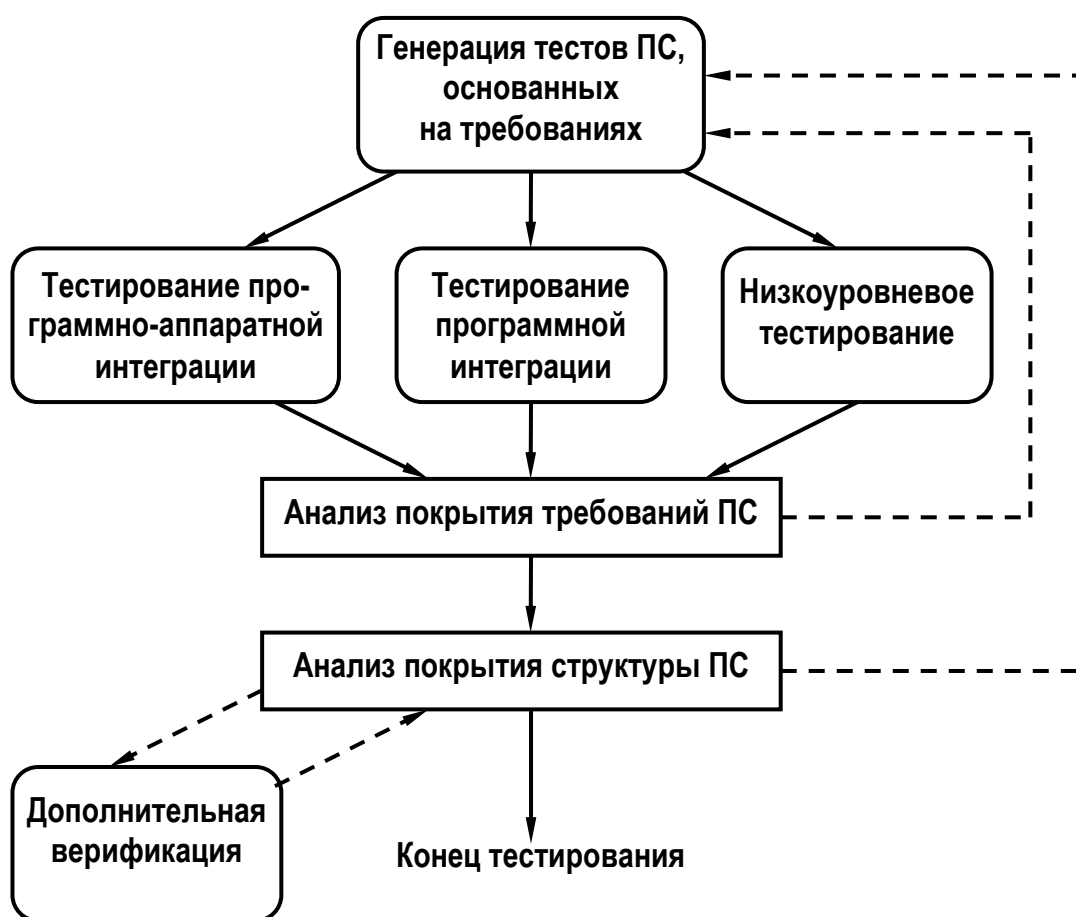 Генерация тестов ПС,
основанных
на требованиях
Тестирование про-
граммно-аппаратной
интеграции
Тестирование
программной
интеграции
Низкоуровневое
тестирование
Анализ покрытия требований ПС
Анализ покрытия структуры ПС
Дополнительная
верификация
Конец тестирования